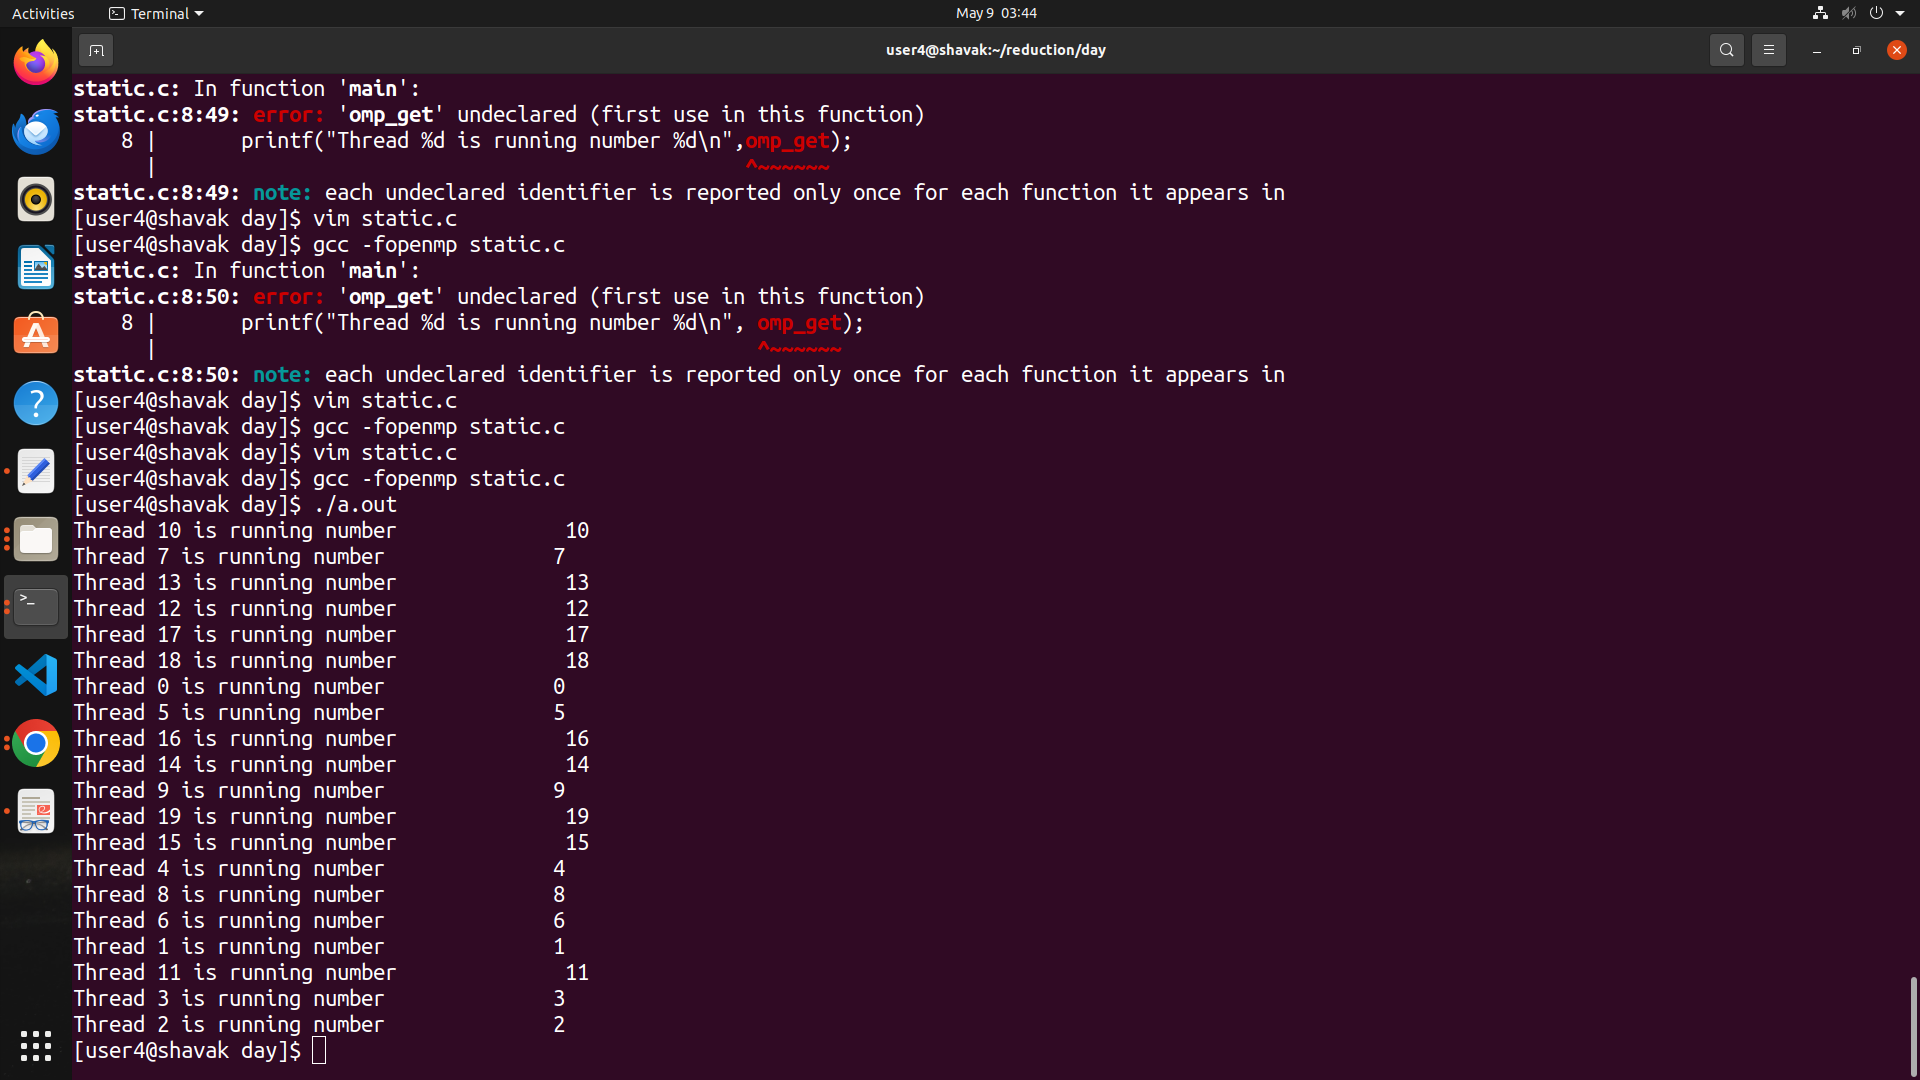 Activities
Terminal
May 9 03:44
user4@shavak:~/reduction/day
static.c: In function 'main':
static.c:8:49: error: 'omp_get' undeclared (first use in this function)
    8 |       printf("Thread %d is running number %d\n",omp_get);
      |                                                 ^~~~~~~
static.c:8:49: note: each undeclared identifier is reported only once for each function it appears in
[user4@shavak day]$ vim static.c
[user4@shavak day]$ gcc -fopenmp static.c
static.c: In function 'main':
static.c:8:50: error: 'omp_get' undeclared (first use in this function)
    8 |       printf("Thread %d is running number %d\n", omp_get);
      |                                                  ^~~~~~~
static.c:8:50: note: each undeclared identifier is reported only once for each function it appears in
[user4@shavak day]$ vim static.c
[user4@shavak day]$ gcc -fopenmp static.c
[user4@shavak day]$ vim static.c
[user4@shavak day]$ gcc -fopenmp static.c
[user4@shavak day]$ ./a.out
Thread 10 is running number              10
Thread 7 is running number              7
Thread 13 is running number              13
Thread 12 is running number              12
Thread 17 is running number              17
Thread 18 is running number              18
Thread 0 is running number              0
Thread 5 is running number              5
Thread 16 is running number              16
Thread 14 is running number              14
Thread 9 is running number              9
Thread 19 is running number              19
Thread 15 is running number              15
Thread 4 is running number              4
Thread 8 is running number              8
Thread 6 is running number              6
Thread 1 is running number              1
Thread 11 is running number              11
Thread 3 is running number              3
Thread 2 is running number              2
[user4@shavak day]$